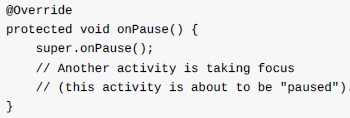 @Override
protected void onPause() {
    super.onPause();
    // Another activity is taking focus
    // (this activity is about to be "paused").
}